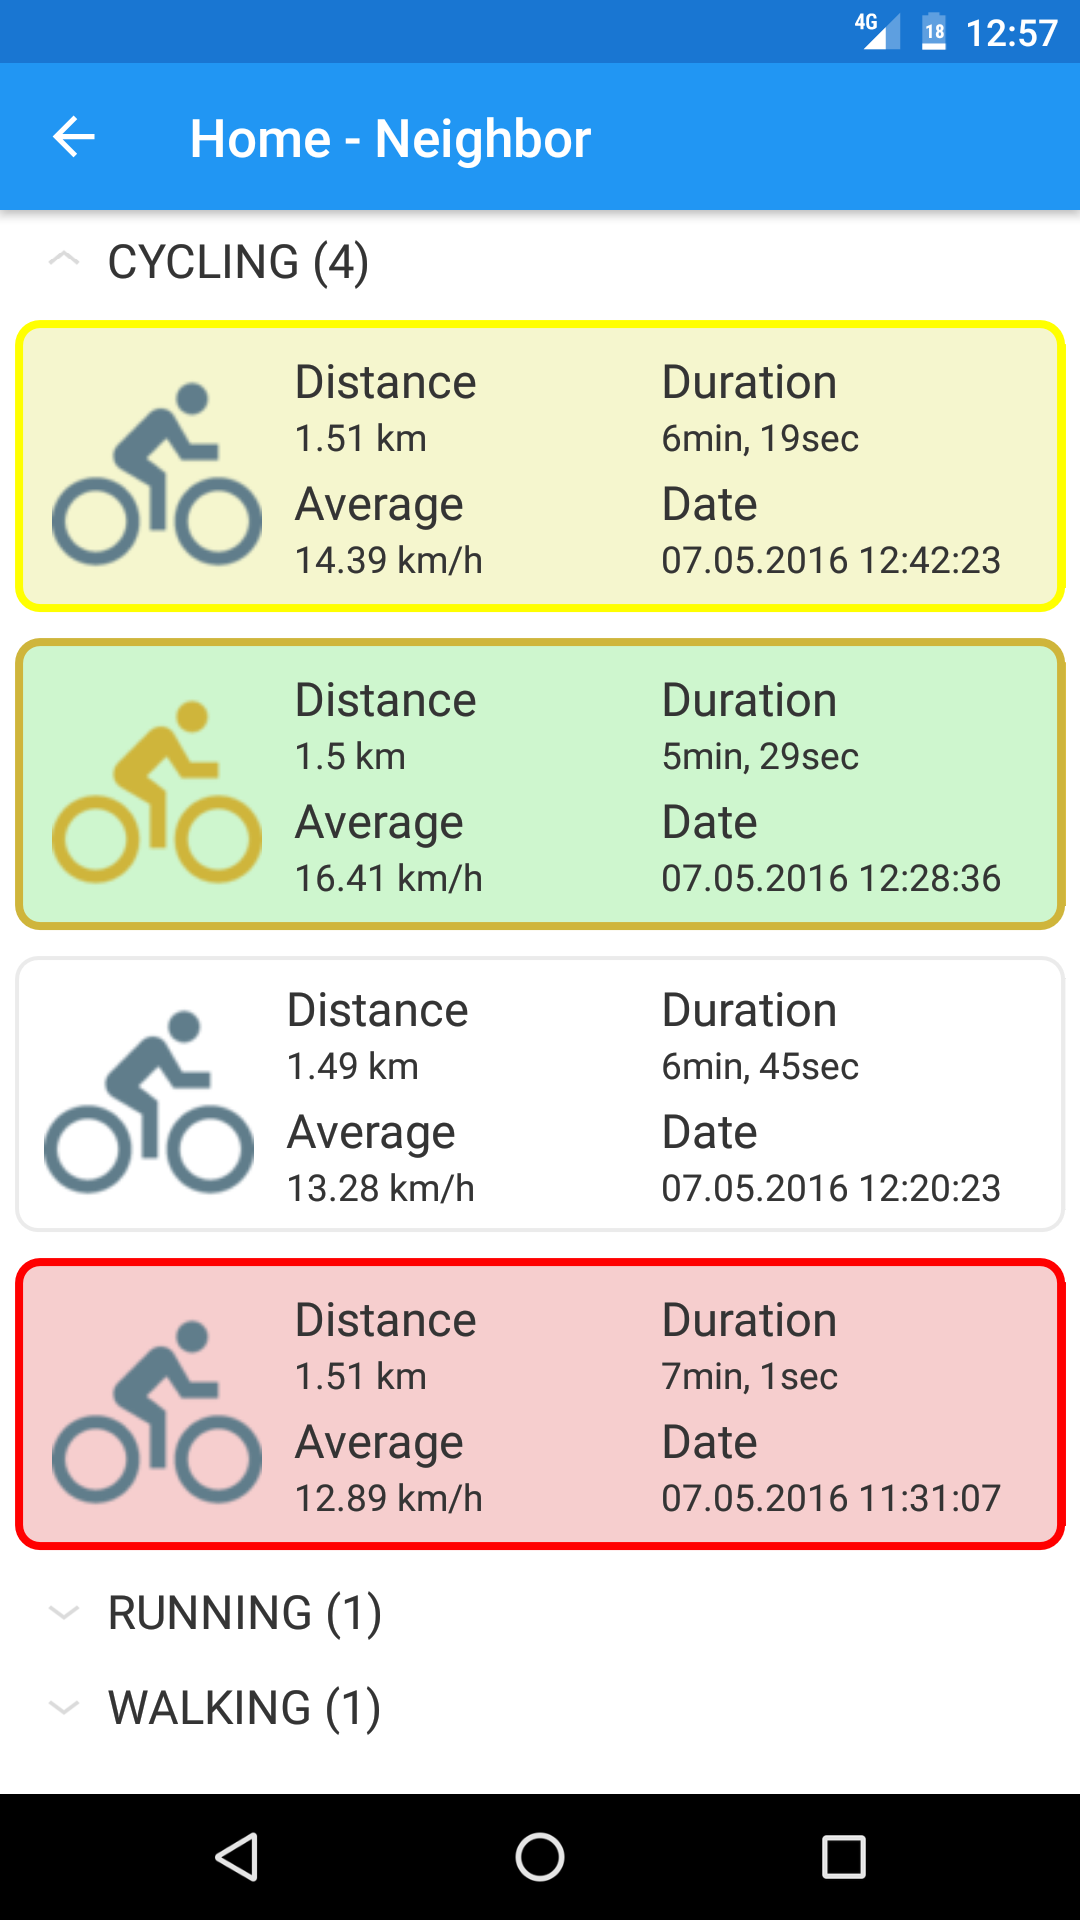 4G 18 12:57
Home - Neighbor
CYCLING (4)
Distance Duration
1.51 km 6min, 19sec
Average Date
14.39 km/h 07.05.2016 12:42:23
Distance Duration
1.5 km 5min, 29sec
Average Date
16.41 km/h 07.05.2016 12:28:36
Distance Duration
1.49 km 6min, 45sec
Average Date
13.28 km/h 07.05.2016 12:20:23
Distance Duration
1.51 km 7min, 1sec
Average Date
12.89 km/h 07.05.2016 11:31:07
RUNNING (1)
WALKING (1)